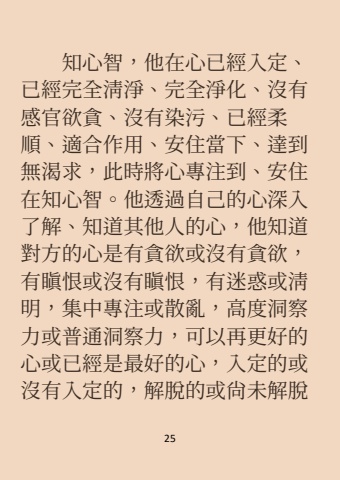 知心智，他在心已經入定、
已經完全清淨、完全淨化、沒有
感官欲貪、沒有染污、已經柔
順、適合作用、安住當下、達到
無渴求，此時將心專注到、安住
在知心智。他透過自己的心深入
了解、知道其他人的心，他知道
對方的心是有貪欲或沒有貪欲，
有瞋恨或沒有瞋恨，有迷惑或清
明，集中專注或散亂，高度洞察
力或普通洞察力，可以再更好的
心或已經是最好的心，入定的或
沒有入定的，解脫的或尚未解脫
25